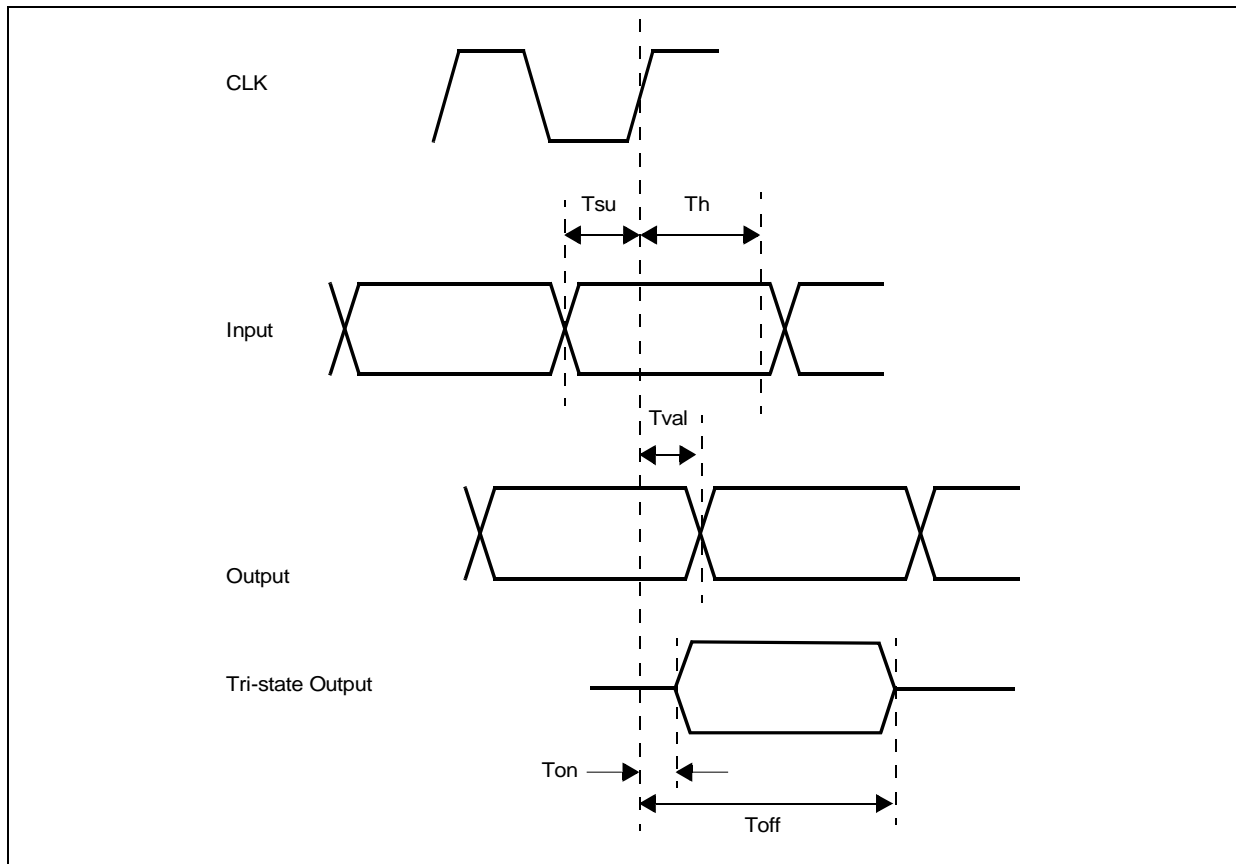 CLK
Tsu
Th
Input
Tval
Output
Tri-state Output
Ton
Toff